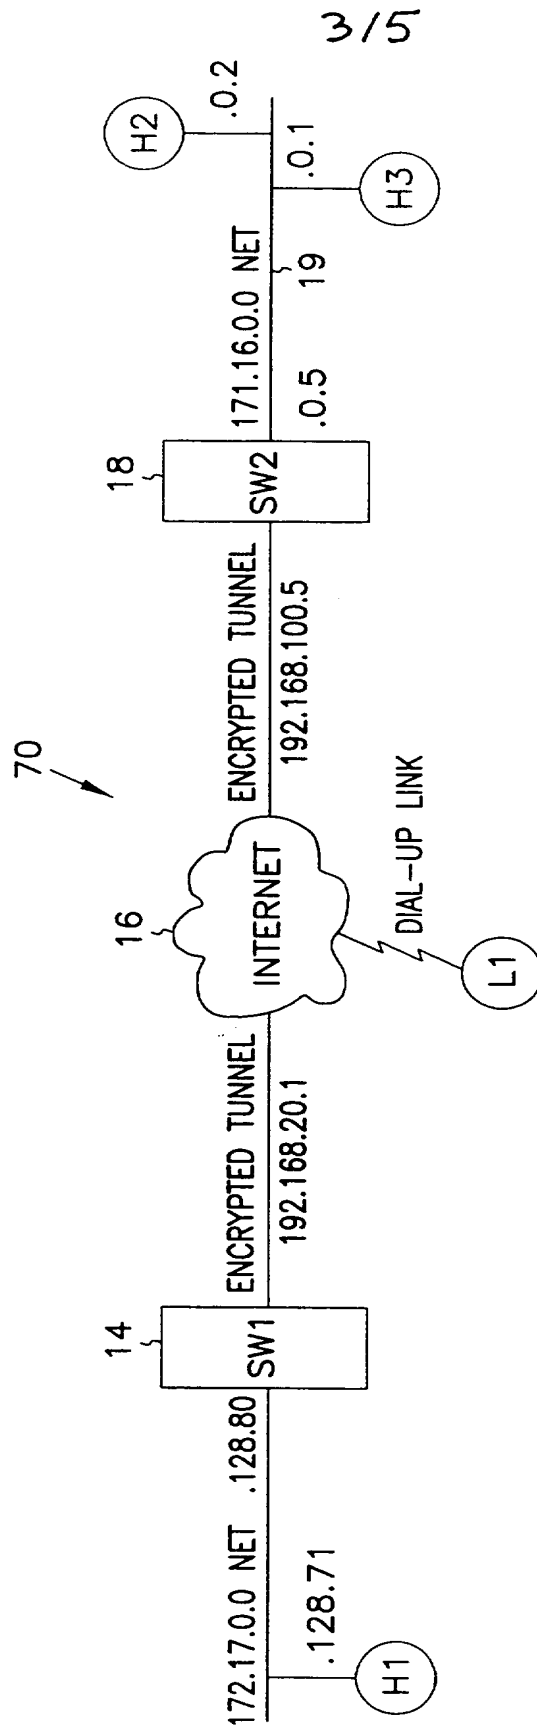 3/5
70
172.17.0.0 NET
.128.80
.128.71
H1
14
SW1
ENCRYPTED TUNNEL
192.168.20.1
16
INTERNET
DIAL-UP LINK
L1
ENCRYPTED TUNNEL
192.168.100.5
18
SW2
171.16.0.0 NET
.0.5
19
H2
.0.2
.0.1
H3